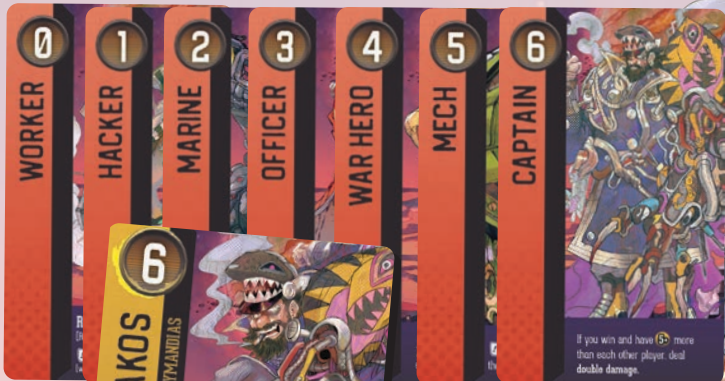 0
WORKER
1
HACKER
2
MARINE
3
OFFICER
4
WAR HERO
5
MECH
6
CAPTAIN
If you win and have 5+ more
than each other player, deal
double damage.
6
AKOS
YMANDIAS